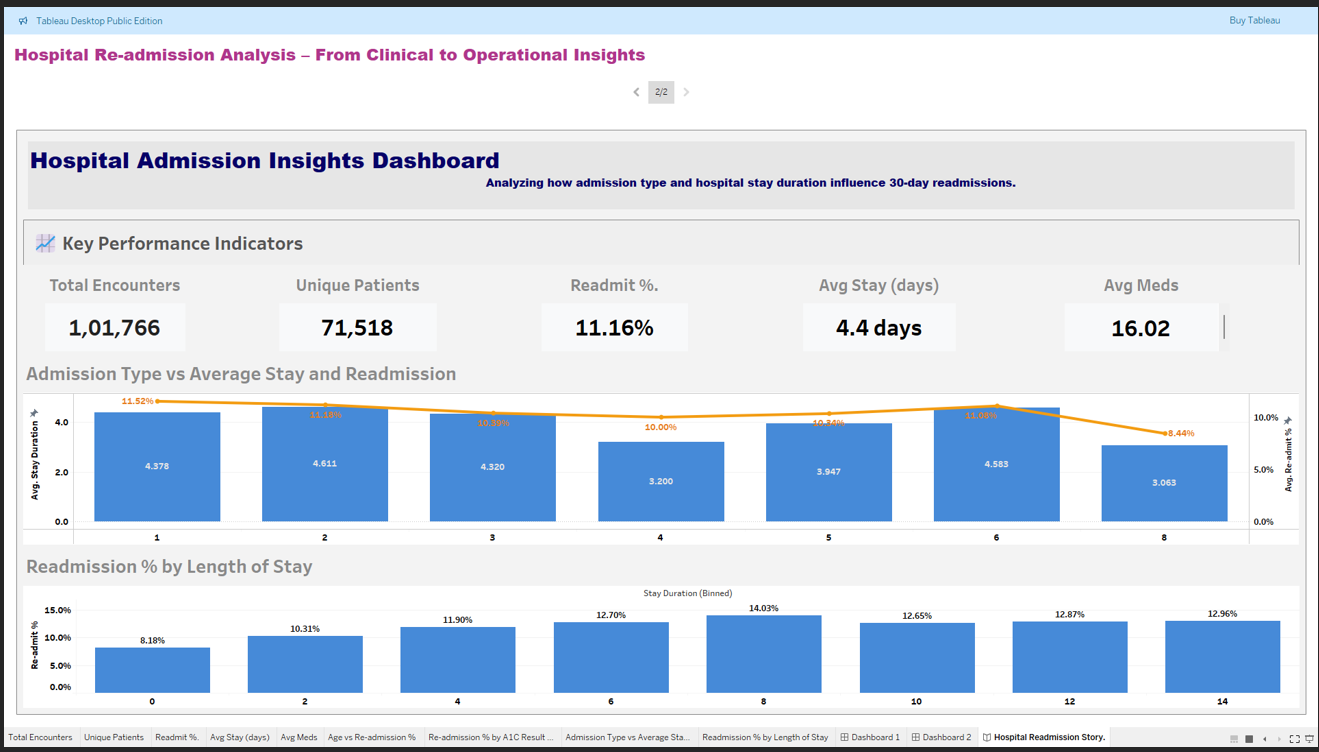 Tableau Desktop Public Edition
Buy Tableau
Hospital Re-admission Analysis – From Clinical to Operational Insights
2/2
Hospital Admission Insights Dashboard
Analyzing how admission type and hospital stay duration influence 30-day readmissions.
Key Performance Indicators
Total Encounters
Unique Patients
Readmit %.
Avg Stay (days)
Avg Meds
1,01,766
71,518
11.16%
4.4 days
16.02
Admission Type vs Average Stay and Readmission
Avg. Stay Duration
4.0
2.0
0.0
11.52%
11.18%
10.39%
10.00%
10.34%
11.08%
8.44%
4.378
4.611
4.320
3.200
3.947
4.583
3.063
10.0%
5.0%
0.0%
Avg. Re-admit %
1 2 3 4 5 6 8
Readmission % by Length of Stay
Stay Duration (Binned)
Re-admit %
15.0%
10.0%
5.0%
0.0%
8.18%
10.31%
11.90%
12.70%
14.03%
12.65%
12.87%
12.96%
0 2 4 6 8 10 12 14
Total Encounters
Unique Patients
Readmit %.
Avg Stay (days)
Avg Meds
Age vs Re-admission %
Re-admission % by A1C Result ...
Admission Type vs Average Sta...
Readmission % by Length of Stay
Dashboard 1
Dashboard 2
Hospital Readmission Story.